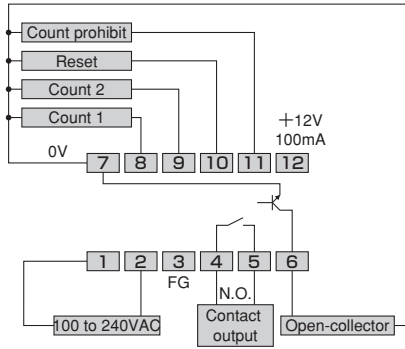 Count prohibit
Reset
Count 2
Count 1
+12V
100mA
0V
7 8 9 10 11 12
1 2 3 4 5 6
FG
N.O.
100 to 240VAC
Contact
output
Open-collector